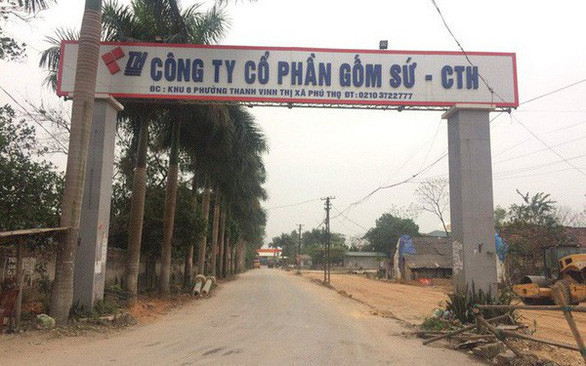 CÔNG TY CỔ PHẦN GỐM SỨ - CTH
ĐC : KHU 6 PHƯỜNG THANH VINH THỊ XÃ PHÚ THỌ ĐT: 0210 3722777